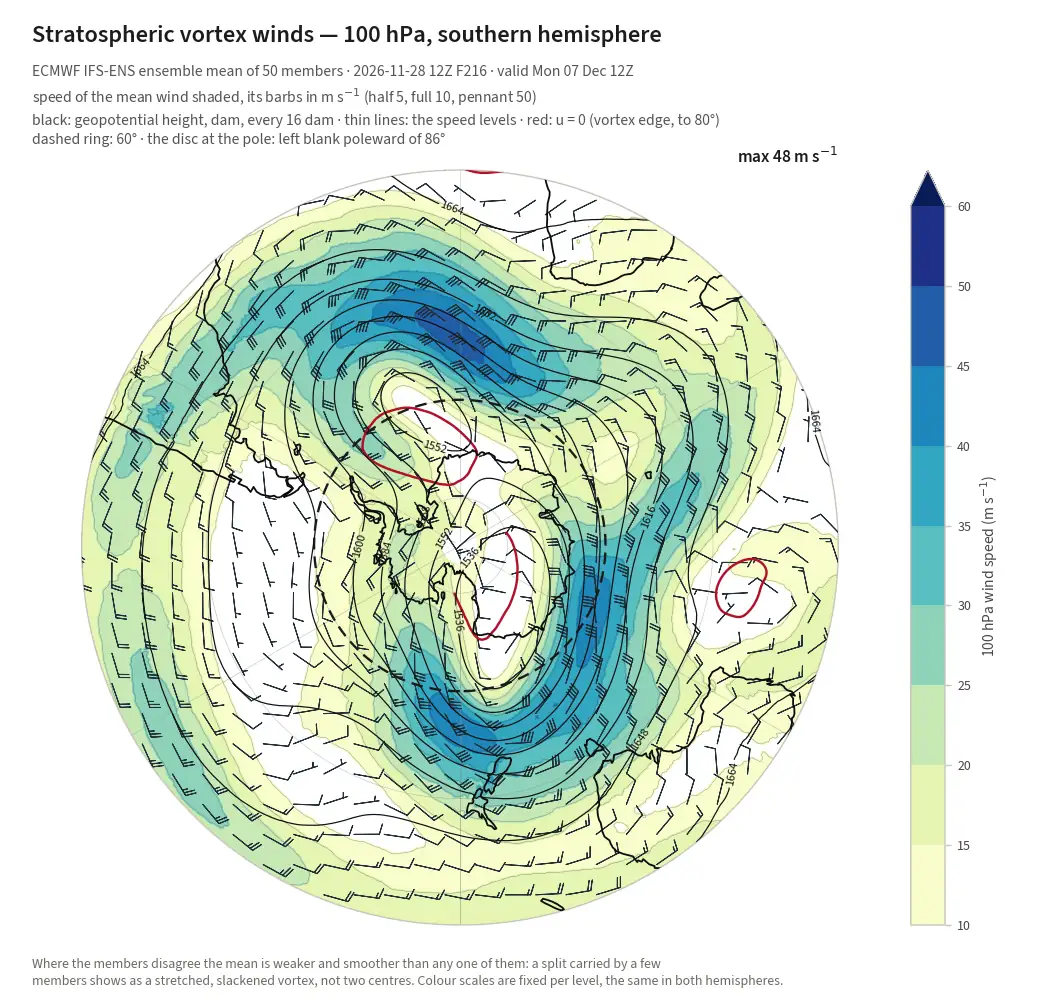 Stratospheric vortex winds — 100 hPa, southern hemisphere
ECMWF IFS-ENS ensemble mean of 50 members · 2026-11-28 12Z F216 · valid Mon 07 Dec 12Z
speed of the mean wind shaded, its barbs in m s⁻¹ (half 5, full 10, pennant 50)
black: geopotential height, dam, every 16 dam · thin lines: the speed levels · red: u = 0 (vortex edge, to 80°)
dashed ring: 60° · the disc at the pole: left blank poleward of 86°
max 48 m s⁻¹
1664
1664
1664
1552
1616
1600
1552
1536
1536
1648
1664
60
50
45
40
35
30
25
20
15
10
100 hPa wind speed (m s⁻¹)
Where the members disagree the mean is weaker and smoother than any one of them: a split carried by a few
members shows as a stretched, slackened vortex, not two centres. Colour scales are fixed per level, the same in both hemispheres.